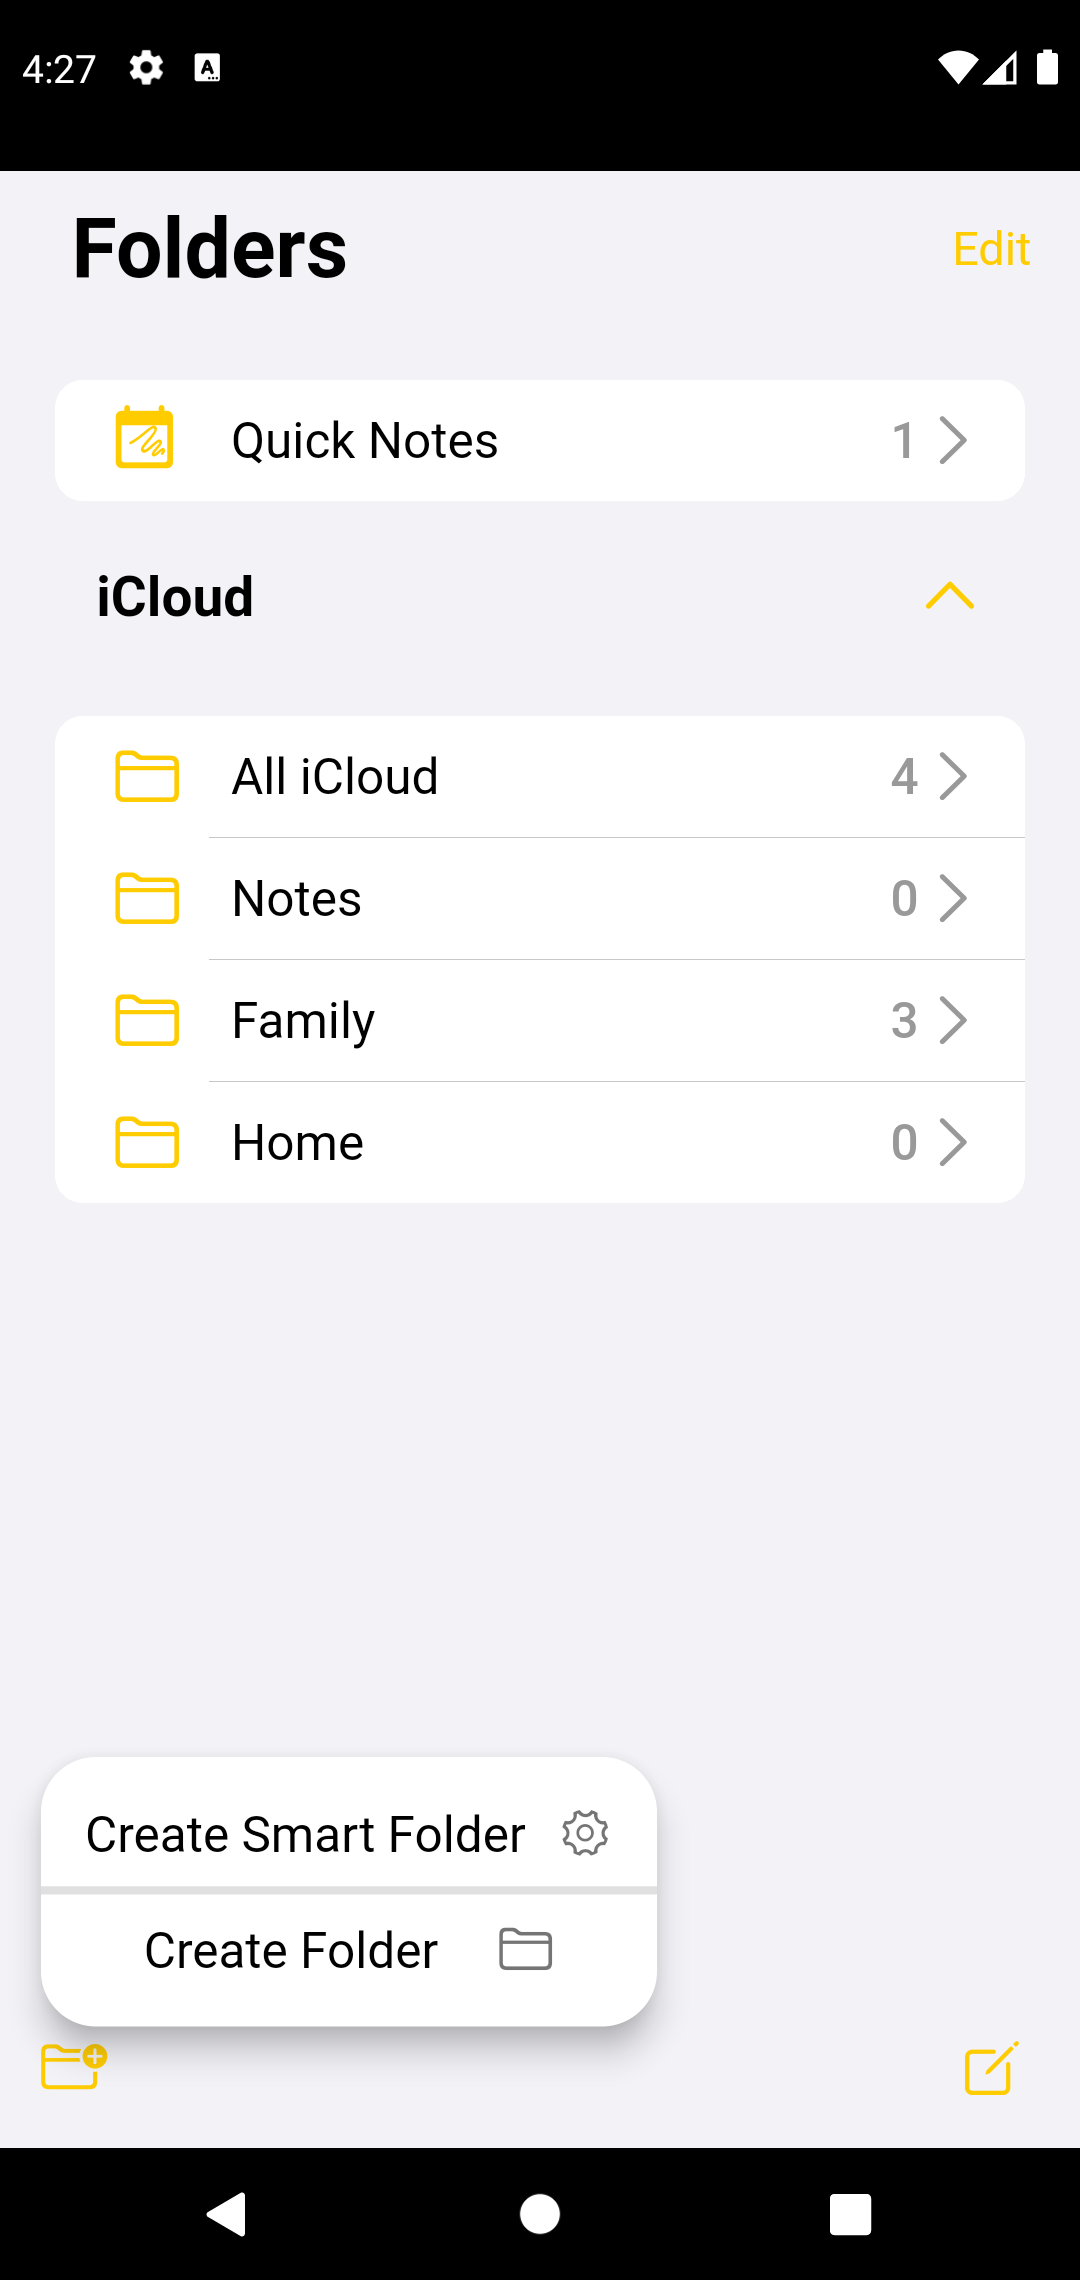 4:27
Folders
Edit
Quick Notes 1
iCloud
All iCloud 4
Notes 0
Family 3
Home 0
Create Smart Folder
Create Folder